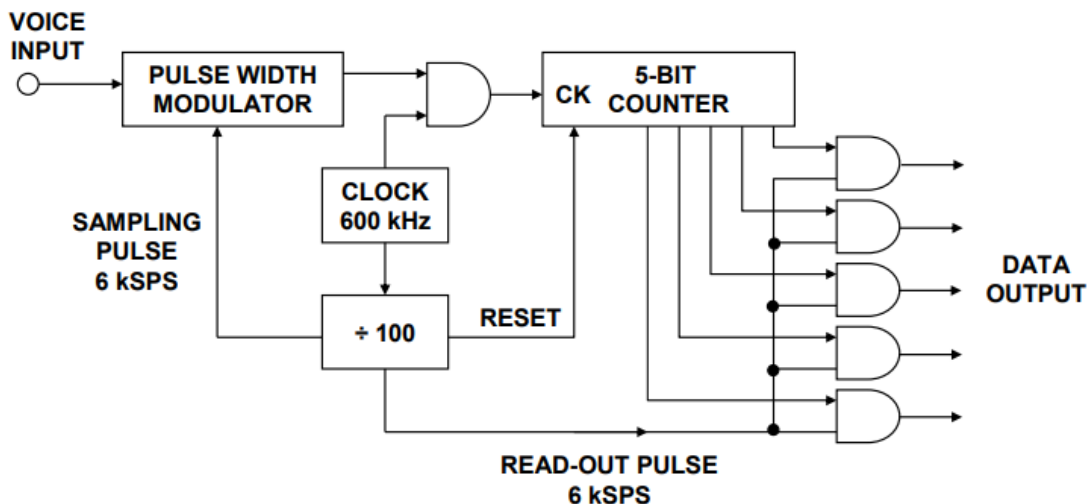 VOICE
INPUT
PULSE WIDTH
MODULATOR
5-BIT
CK COUNTER
CLOCK
600 kHz
SAMPLING
PULSE
6 kSPS
÷ 100
RESET
DATA
OUTPUT
READ-OUT PULSE
6 kSPS